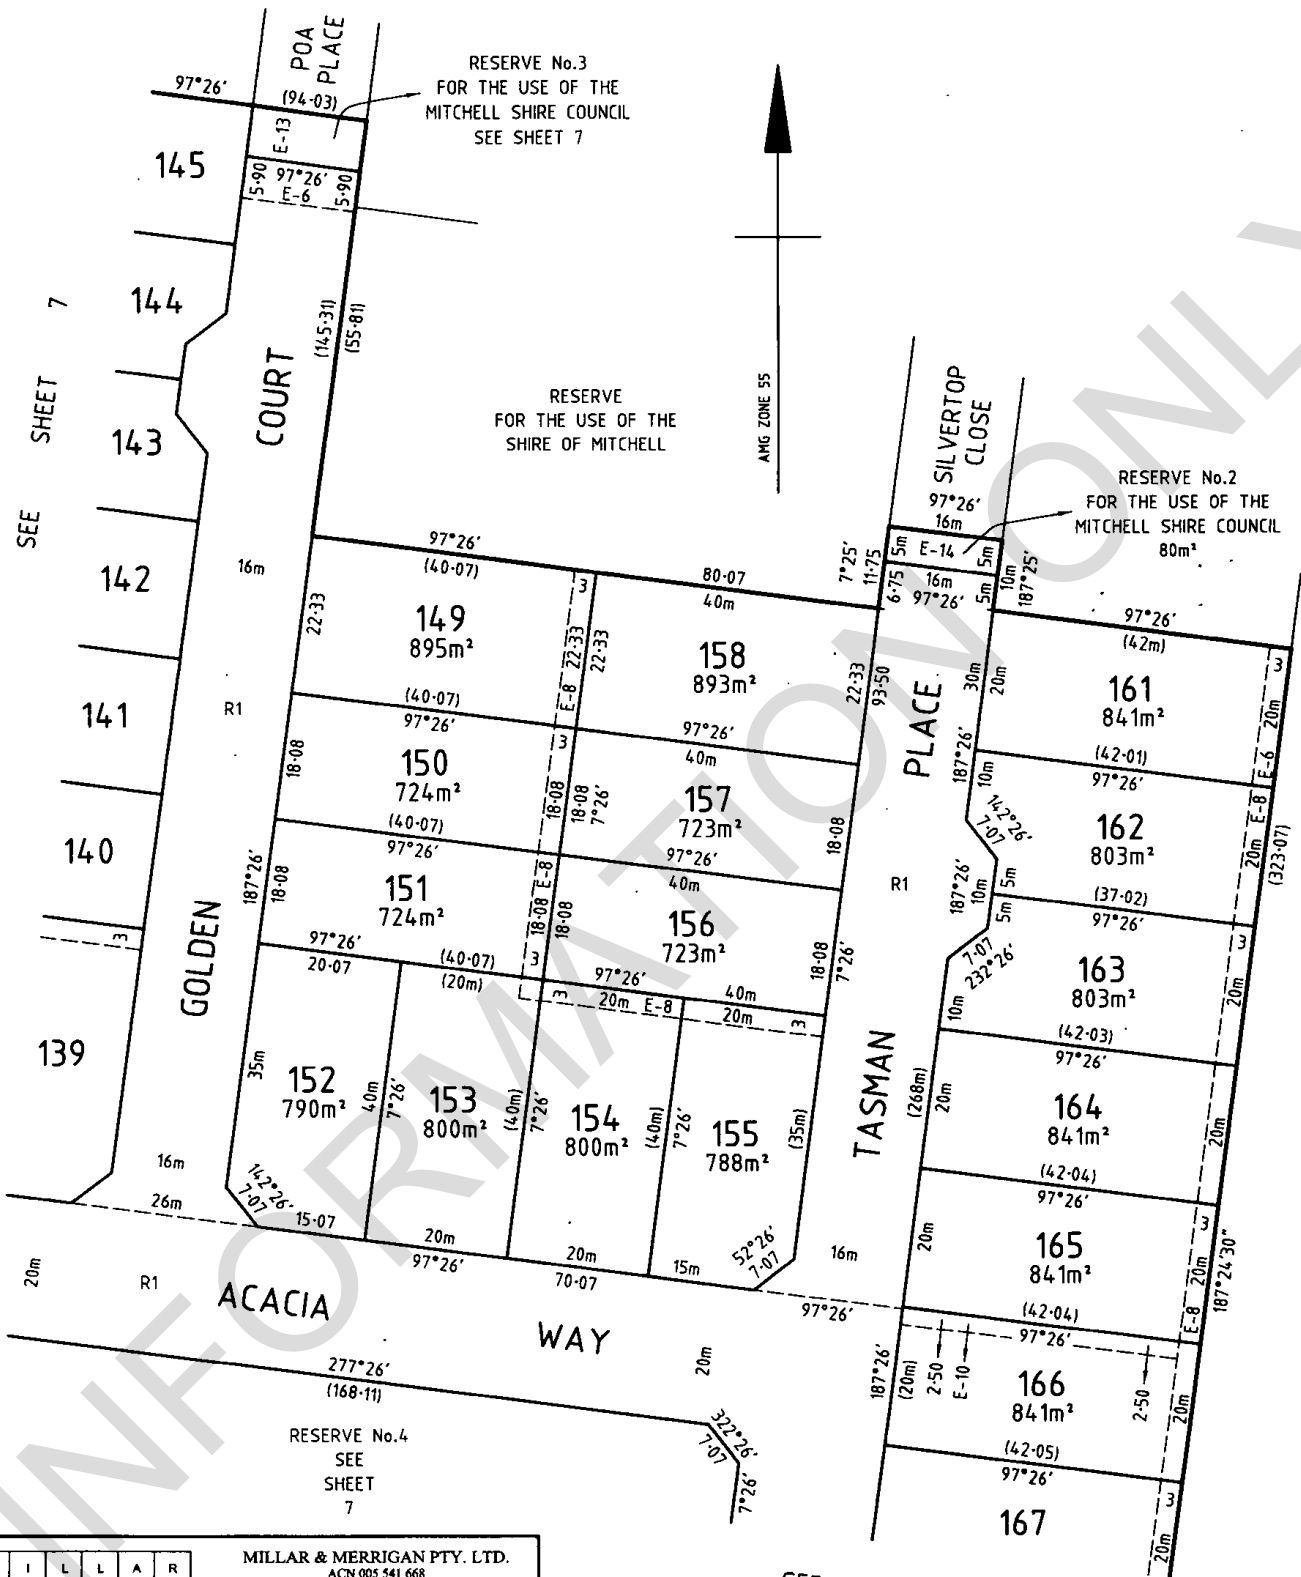 POA
PLACE
RESERVE No.3
FOR THE USE OF THE
MITCHELL SHIRE COUNCIL
SEE SHEET 7
97°26'
(94·03)
E-13
145
5·90
97°26'
E-6
5·90
144
SEE SHEET 7
143
(145·31)
(55·81)
COURT
RESERVE
FOR THE USE OF THE
SHIRE OF MITCHELL
AMG ZONE 55
SILVERTOP
CLOSE
97°26'
16m
RESERVE No.2
FOR THE USE OF THE
MITCHELL SHIRE COUNCIL
80m²
5m
E-14
5m
7°25'
11·75
6·75
16m
97°26'
5m
10m
187°25'
142
16m
22·33
97°26'
(40·07)
149
895m²
3
E-8
22·33
22·33
80·07
40m
158
893m²
22·33
93·50
PLACE
30m
20m
97°26'
(42m)
161
841m²
3
20m
E-6
141
R1
18·08
(40·07)
97°26'
150
724m²
3
18·08
18·08
7°26'
97°26'
40m
157
723m²
18·08
187°26'
10m
142°26'
7·07
(42·01)
97°26'
162
803m²
E-8
20m
(323·07)
140
187°26'
18·08
(40·07)
97°26'
151
724m²
E-8
18·08
18·08
3
97°26'
40m
156
723m²
18·08
7°26'
R1
187°26'
10m
5m
5m
(37·02)
97°26'
7·07
232°26'
163
803m²
3
20m
10m
3
GOLDEN
97°26'
20·07
(40·07)
(20m)
97°26'
3
20m
E-8
40m
20m
3
139
35m
152
790m²
40m
7°26'
153
800m²
(40m)
7°26'
154
800m²
(40m)
7°26'
155
788m²
(35m)
TASMAN
(268m)
20m
(42·03)
97°26'
164
841m²
20m
16m
26m
142°26'
7·07
15·07
20m
97°26'
20m
70·07
15m
52°26'
7·07
16m
97°26'
20m
(42·04)
97°26'
165
841m²
3
20m
E-8
187°24'30"
20m
R1
ACACIA WAY
20m
187°26'
(20m)
2·50
E-10
(42·04)
97°26'
166
841m²
2·50
20m
277°26'
(168·11)
322°26'
7·07
7°26'
(42·05)
97°26'
167
3
20m
RESERVE No.4
SEE
SHEET
7
I L L A R
MILLAR & MERRIGAN PTY. LTD.
ACN 005 541 668
INFORMATION ONLY